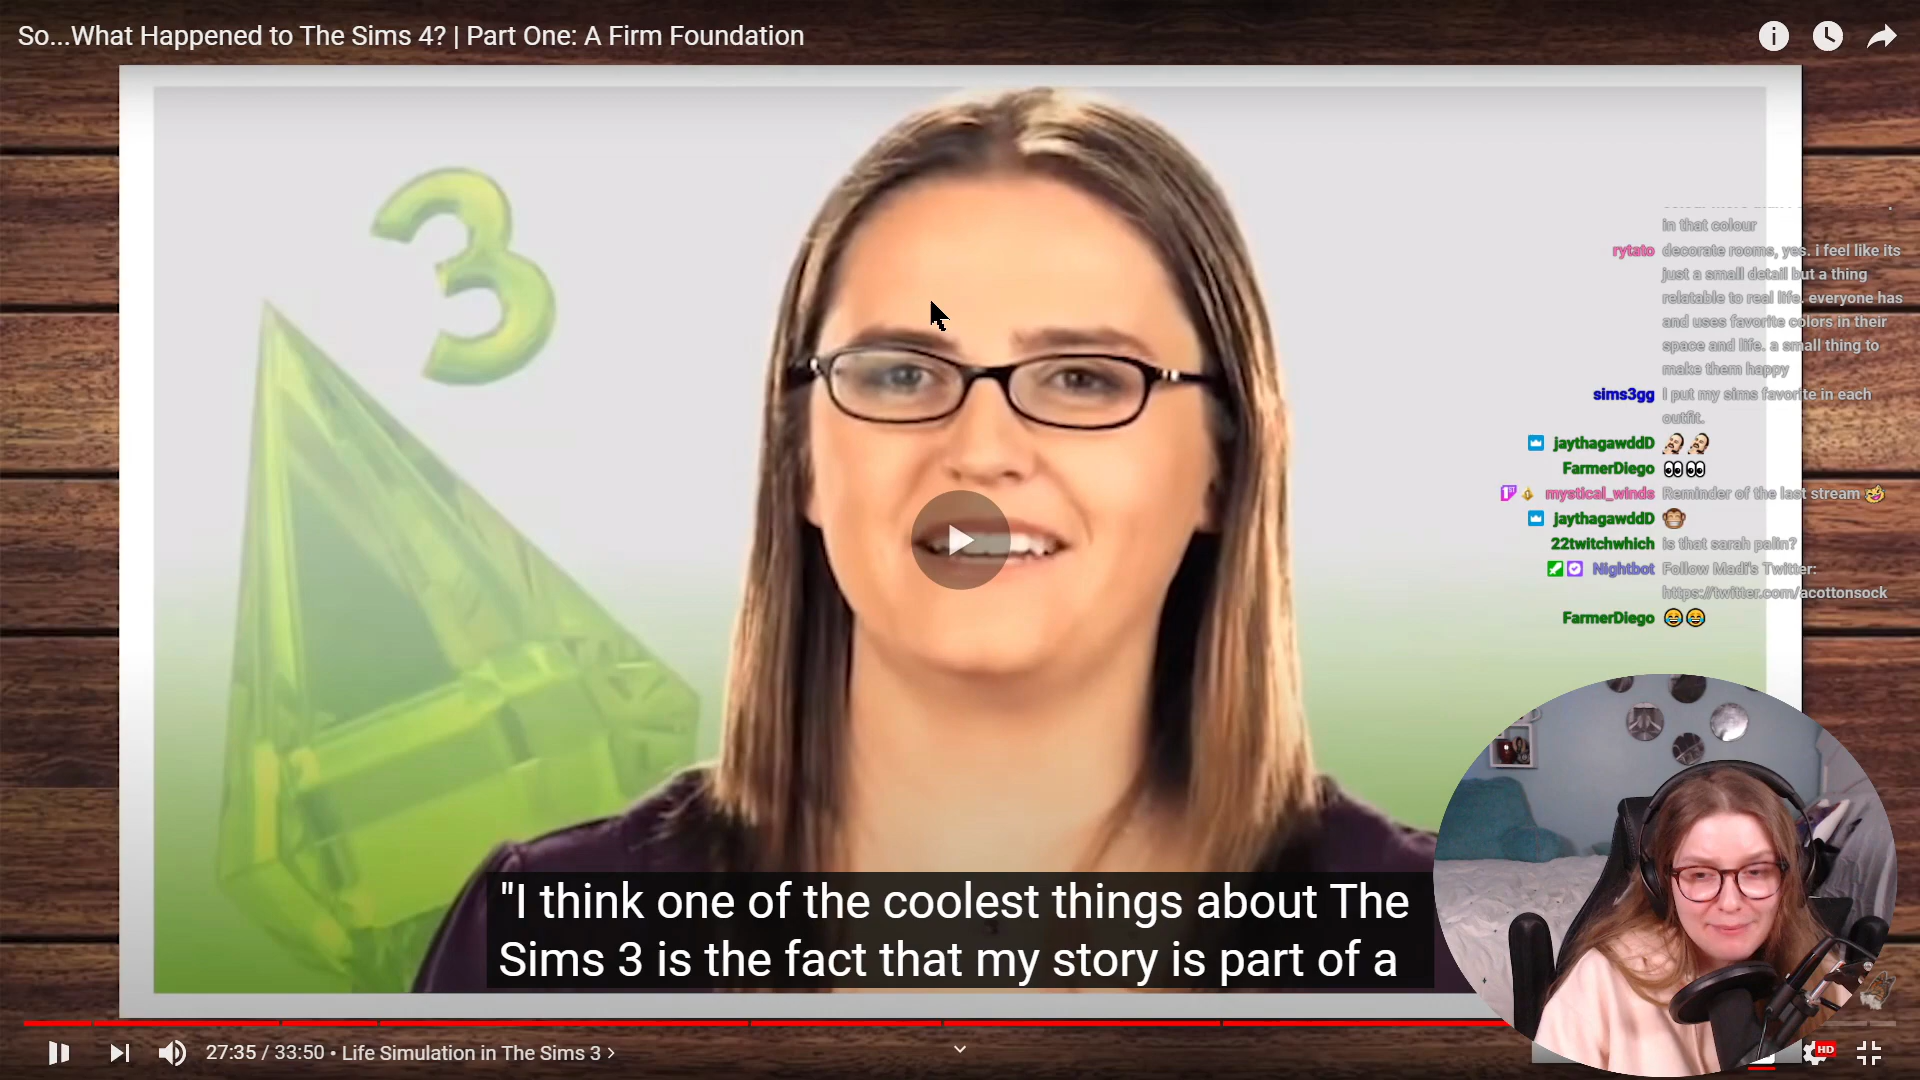 So...What Happened to The Sims 4? | Part One: A Firm Foundation
3
in that colour
rytato decorate rooms, yes. i feel like its
just a small detail but a thing
relatable to real life. everyone has
and uses favorite colors in their
space and life. a small thing to
make them happy
sims3gg I put my sims favorite in each
outfit.
jaythagawddD
FarmerDiego
mystical_winds Reminder of the last stream
jaythagawddD
22twitchwhich is that sarah palin?
Nightbot Follow Madi's Twitter:
https://twitter.com/acottonsock
FarmerDiego
"I think one of the coolest things about The
Sims 3 is the fact that my story is part of a
27:35 / 33:50 • Life Simulation in The Sims 3 >
HD